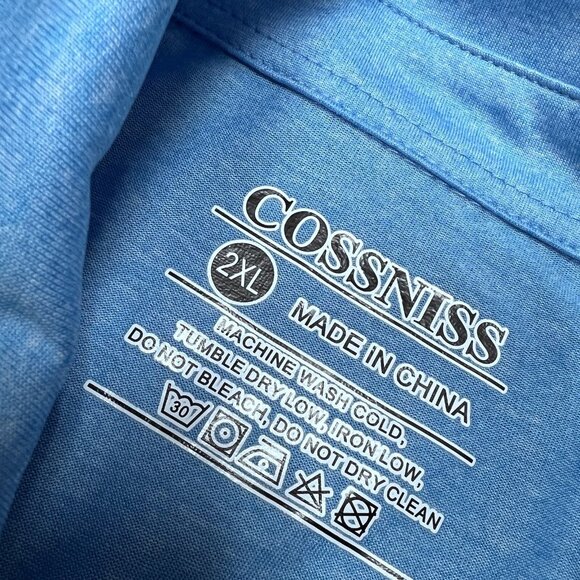 COSSNISS
2XL
MADE IN CHINA
MACHINE WASH COLD,
TUMBLE DRY LOW, IRON LOW,
DO NOT BLEACH, DO NOT DRY CLEAN
30